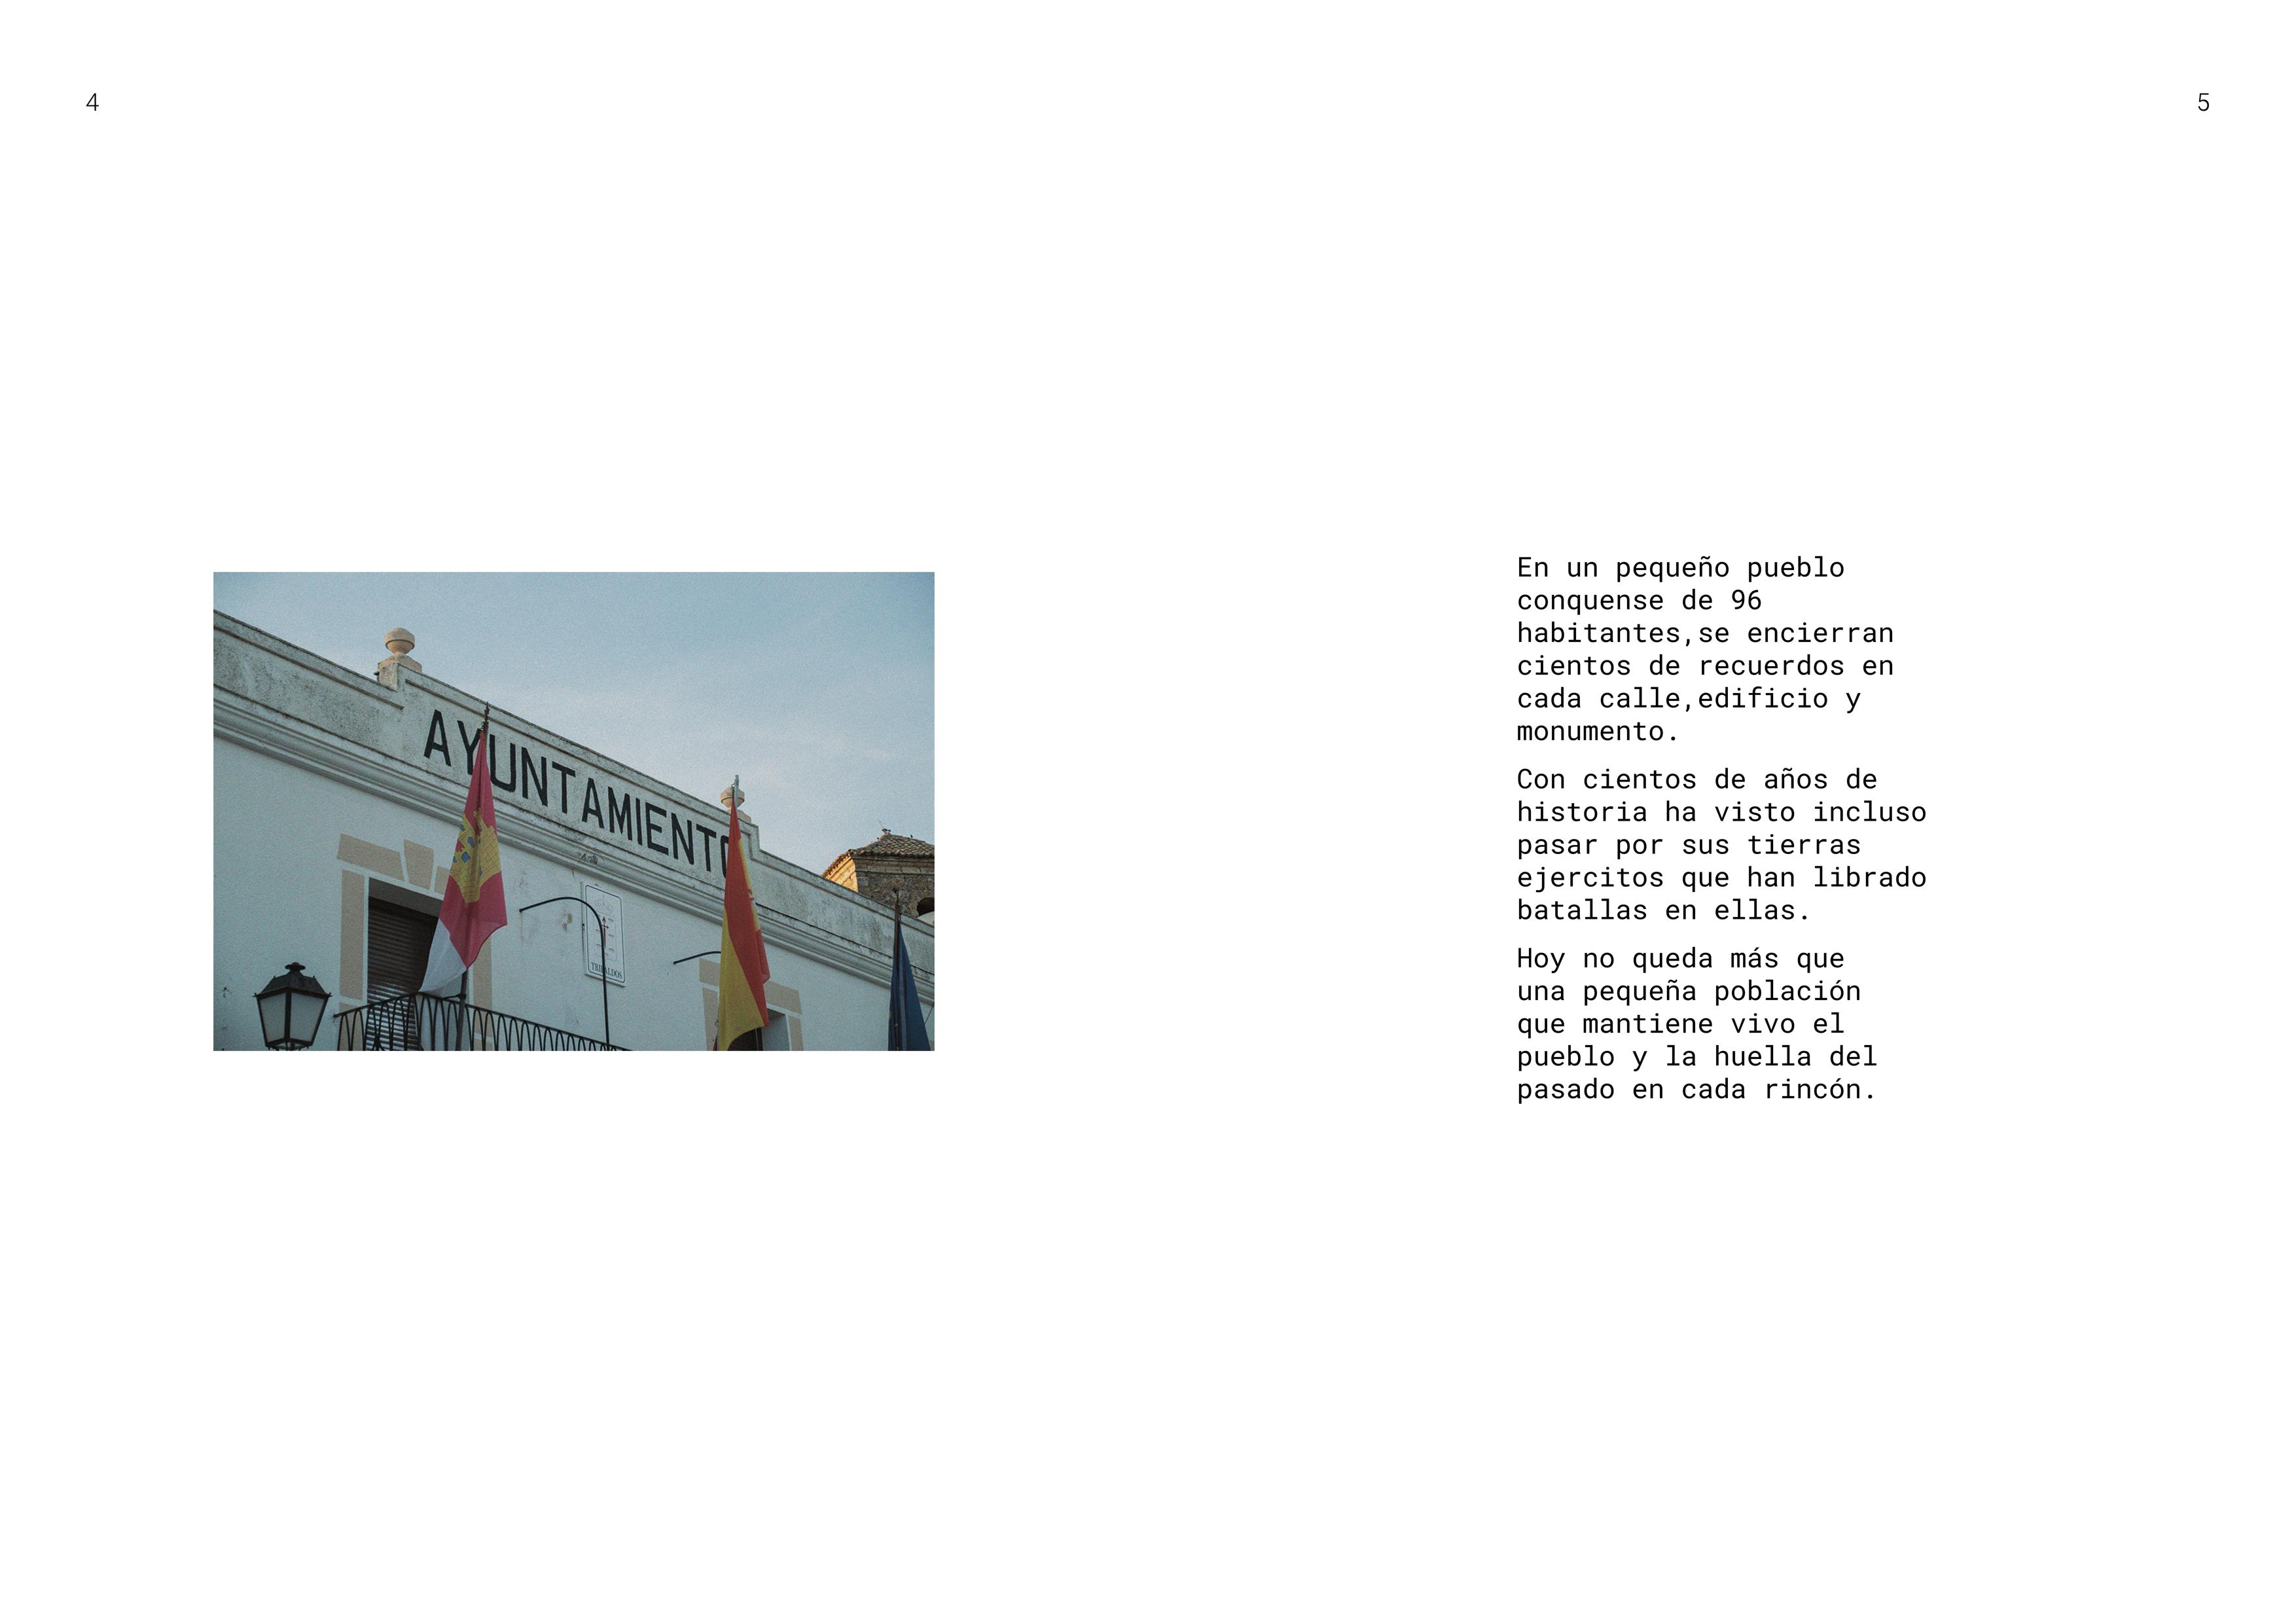 4
5
AYUNTAMIENTO
TRIBALDOS
En un pequeño pueblo
conquense de 96
habitantes,se encierran
cientos de recuerdos en
cada calle,edificio y
monumento.
Con cientos de años de
historia ha visto incluso
pasar por sus tierras
ejercitos que han librado
batallas en ellas.
Hoy no queda más que
una pequeña población
que mantiene vivo el
pueblo y la huella del
pasado en cada rincón.